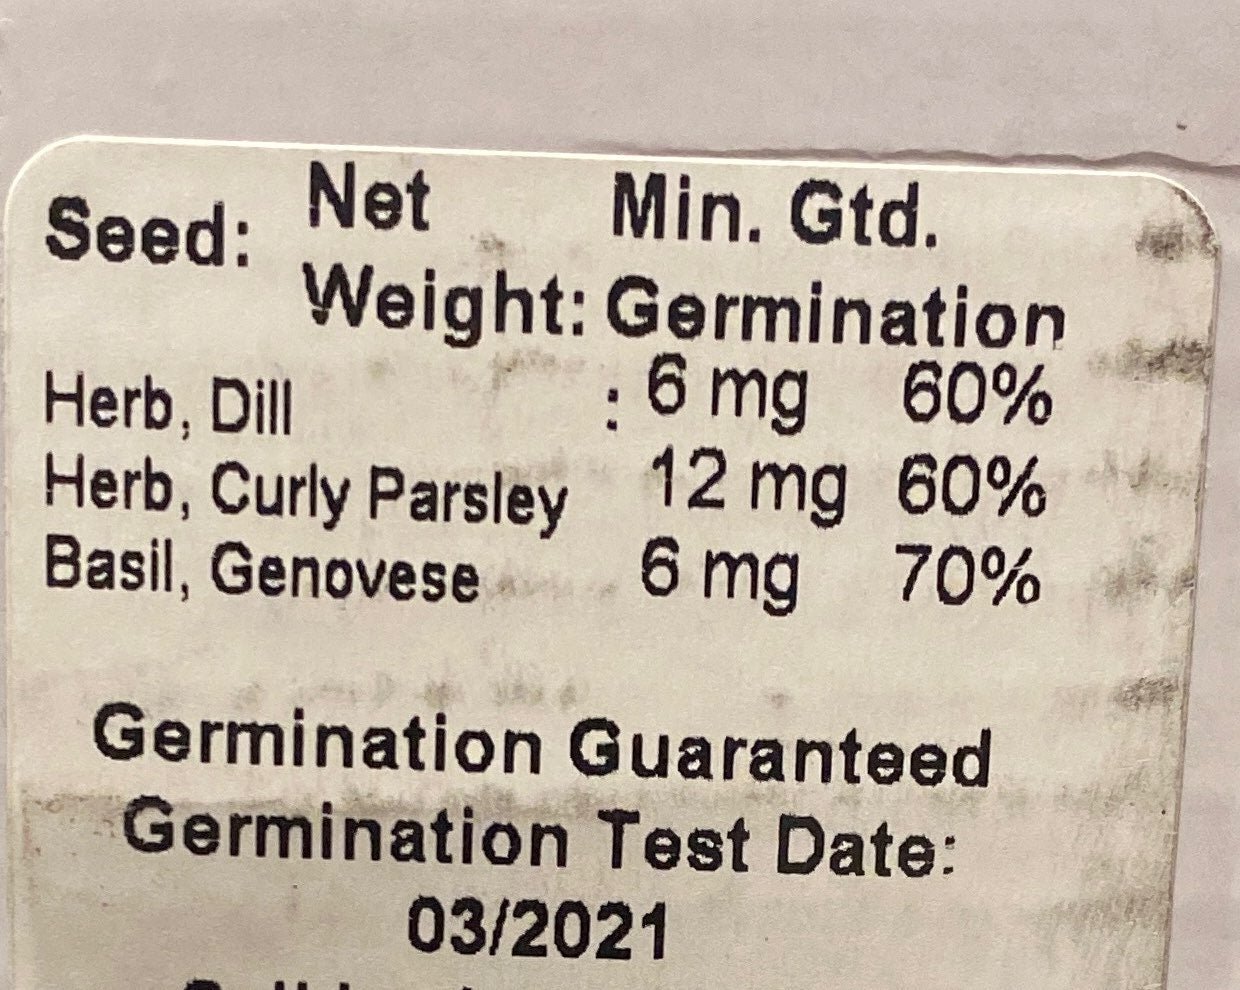 Seed: Net Min. Gtd.
Weight: Germination
Herb, Dill : 6 mg 60%
Herb, Curly Parsley 12 mg 60%
Basil, Genovese 6 mg 70%
Germination Guaranteed
Germination Test Date:
03/2021